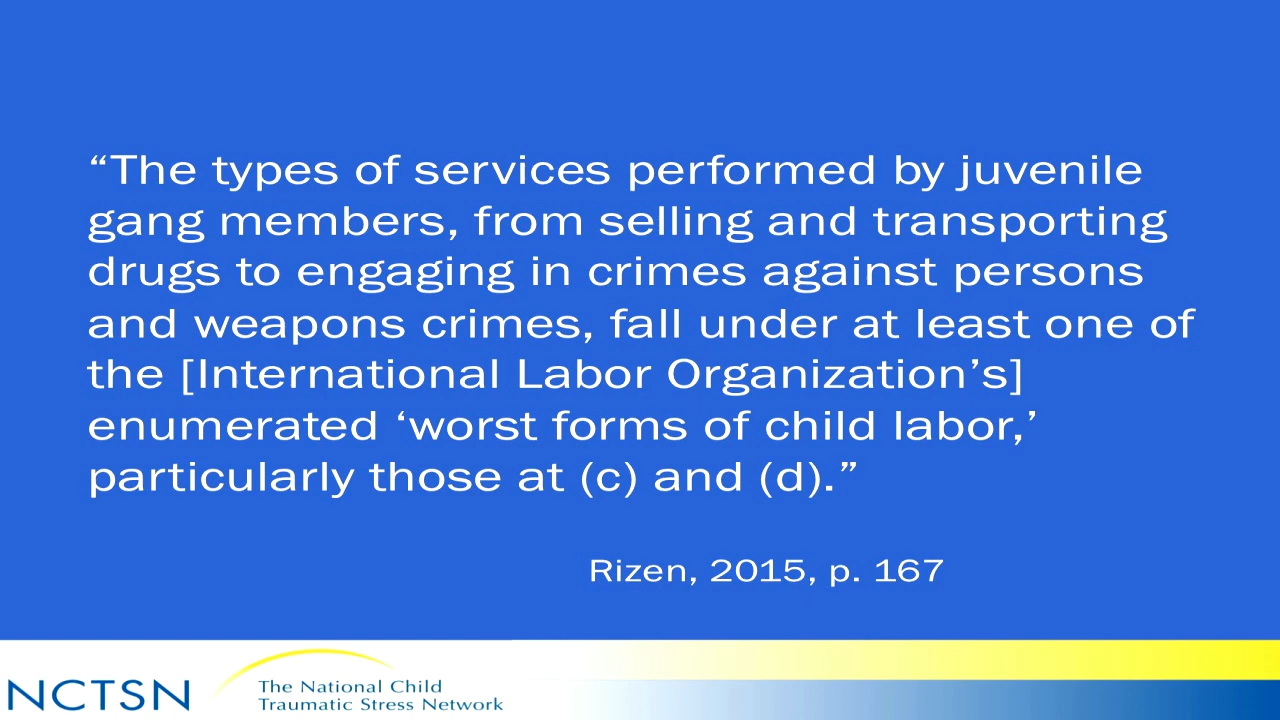 “The types of services performed by juvenile
gang members, from selling and transporting
drugs to engaging in crimes against persons
and weapons crimes, fall under at least one of
the [International Labor Organization’s]
enumerated ‘worst forms of child labor,’
particularly those at (c) and (d).”
Rizen, 2015, p. 167
NCTSN
The National Child
Traumatic Stress Network